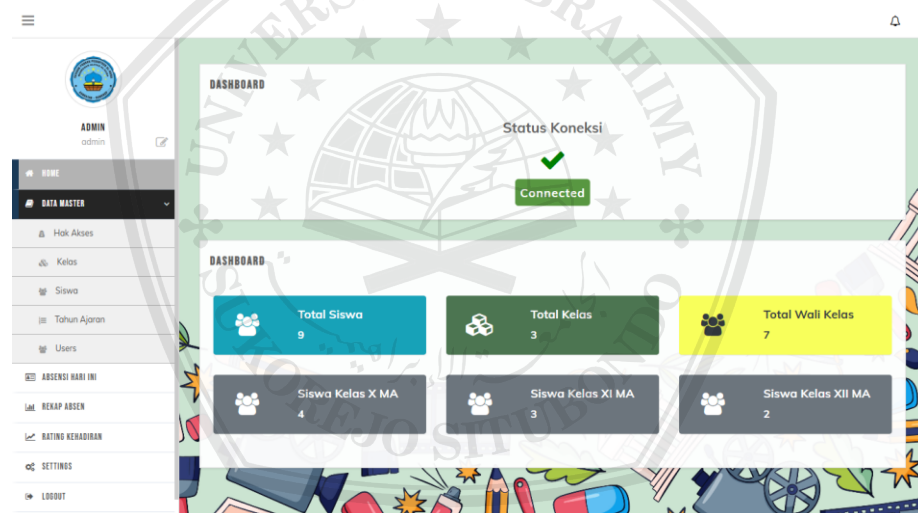 ADMIN
admin
HOME
DATA MASTER
Hak Akses
Kelas
Siswa
Tahun Ajaran
Users
ABSENSI HARI INI
REKAP ABSEN
RATING KEHADIRAN
SETTINGS
LOGOUT
DASHBOARD
Status Koneksi
Connected
DASHBOARD
Total Siswa
9
Total Kelas
3
Total Wali Kelas
7
Siswa Kelas X MA
4
Siswa Kelas XI MA
3
Siswa Kelas XII MA
2
SUKOREJO SITUBONDO